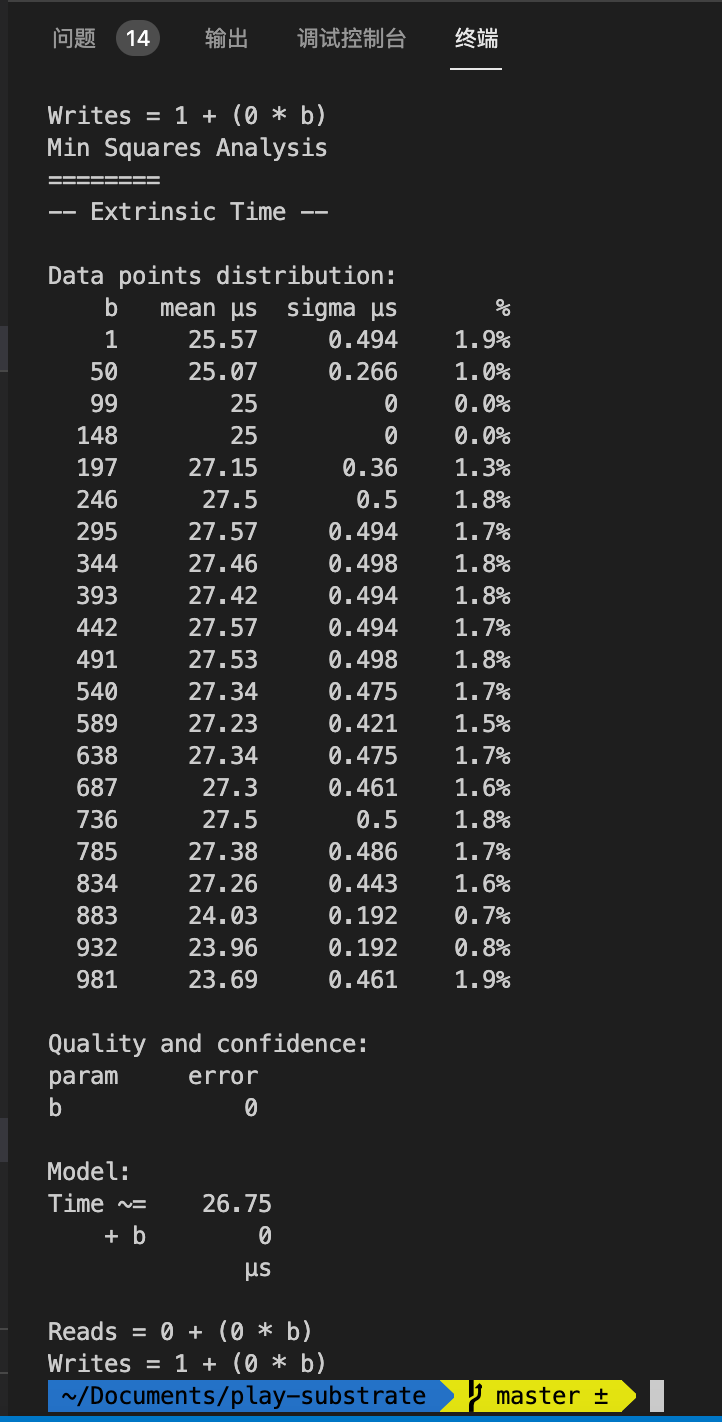 问题 14 输出 调试控制台 终端
Writes = 1 + (0 * b)
Min Squares Analysis
========
-- Extrinsic Time --
Data points distribution:
b mean µs sigma µs %
1 25.57 0.494 1.9%
50 25.07 0.266 1.0%
99 25 0 0.0%
148 25 0 0.0%
197 27.15 0.36 1.3%
246 27.5 0.5 1.8%
295 27.57 0.494 1.7%
344 27.46 0.498 1.8%
393 27.42 0.494 1.8%
442 27.57 0.494 1.7%
491 27.53 0.498 1.8%
540 27.34 0.475 1.7%
589 27.23 0.421 1.5%
638 27.34 0.475 1.7%
687 27.3 0.461 1.6%
736 27.5 0.5 1.8%
785 27.38 0.486 1.7%
834 27.26 0.443 1.6%
883 24.03 0.192 0.7%
932 23.96 0.192 0.8%
981 23.69 0.461 1.9%
Quality and confidence:
param error
b 0
Model:
Time ~= 26.75
+ b 0
µs
Reads = 0 + (0 * b)
Writes = 1 + (0 * b)
~/Documents/play-substrate master ±